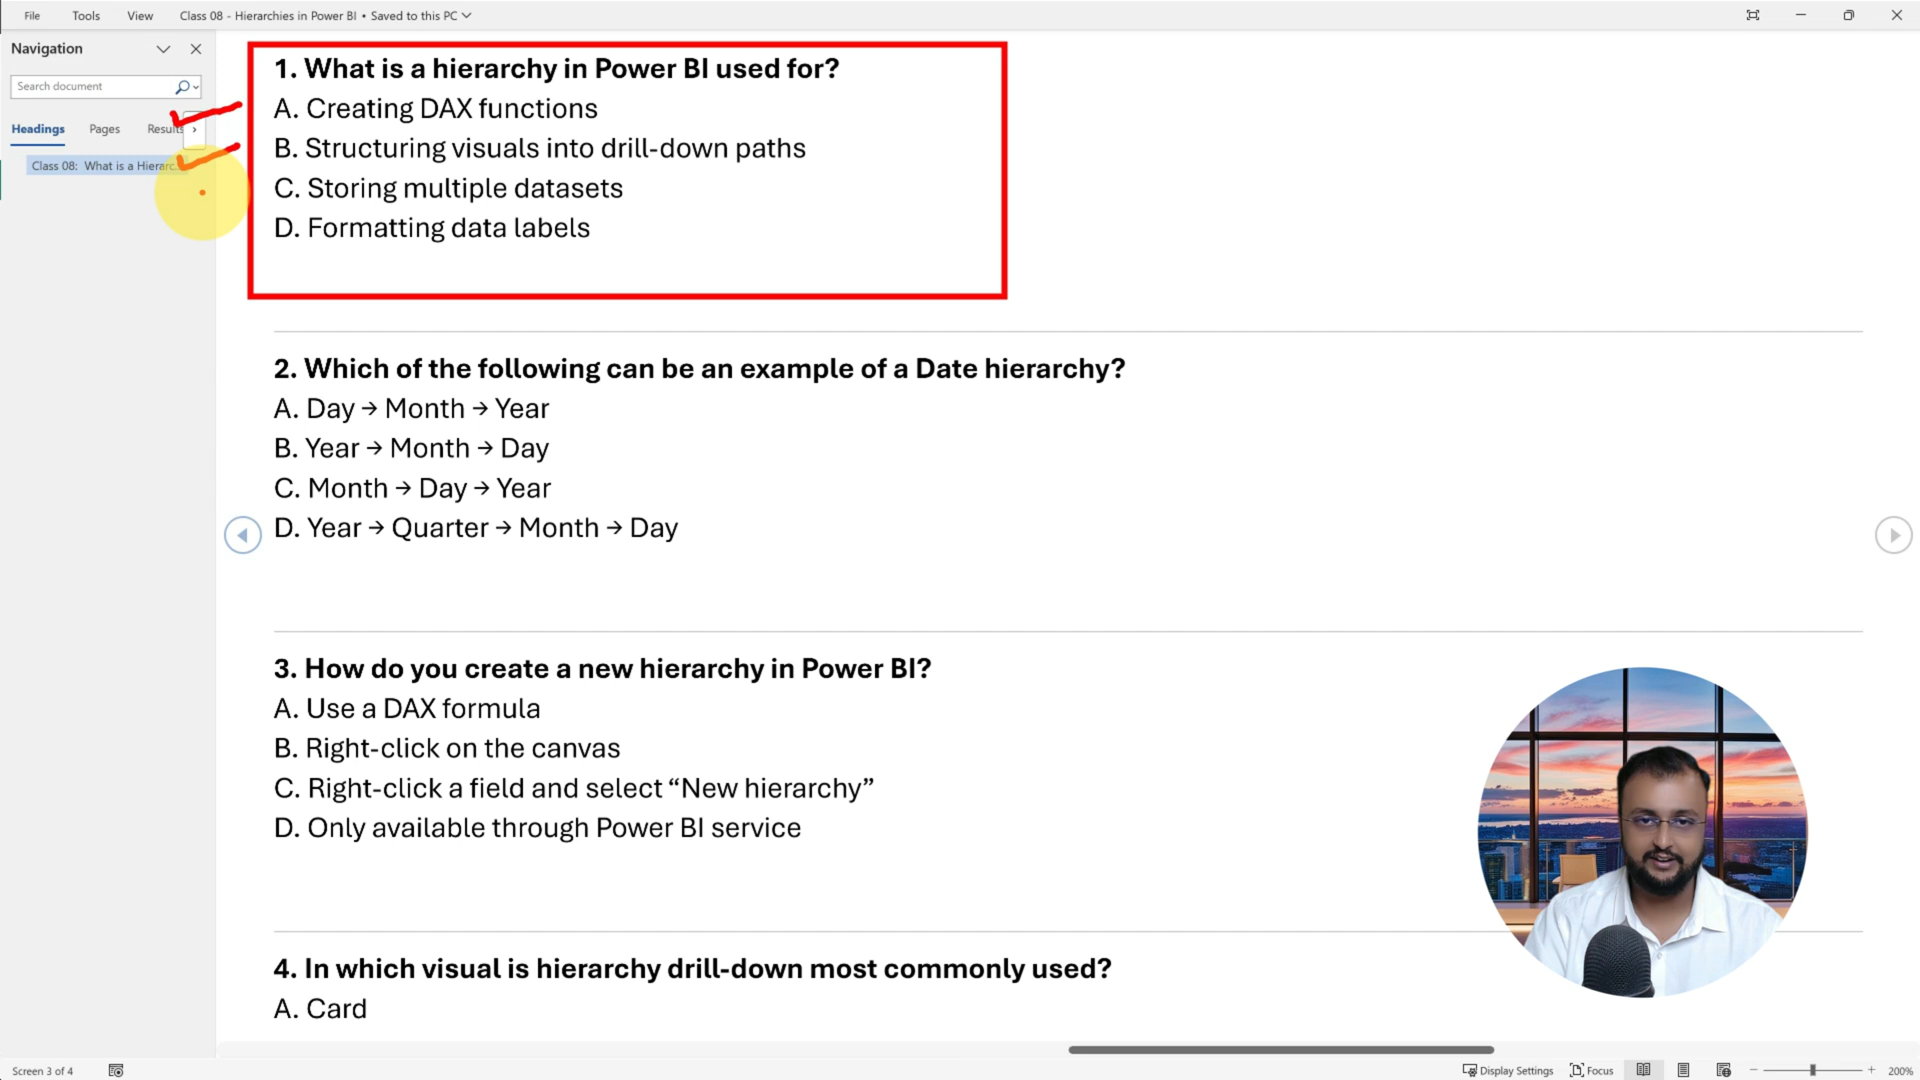 File Tools View Class 08 - Hierarchies in Power BI • Saved to this PC
Navigation
Search document
Headings Pages Results
Class 08: What is a Hierarc...
1. What is a hierarchy in Power BI used for?
A. Creating DAX functions
B. Structuring visuals into drill-down paths
C. Storing multiple datasets
D. Formatting data labels
2. Which of the following can be an example of a Date hierarchy?
A. Day → Month → Year
B. Year → Month → Day
C. Month → Day → Year
D. Year → Quarter → Month → Day
3. How do you create a new hierarchy in Power BI?
A. Use a DAX formula
B. Right-click on the canvas
C. Right-click a field and select “New hierarchy”
D. Only available through Power BI service
4. In which visual is hierarchy drill-down most commonly used?
A. Card
Screen 3 of 4 Display Settings Focus 200%